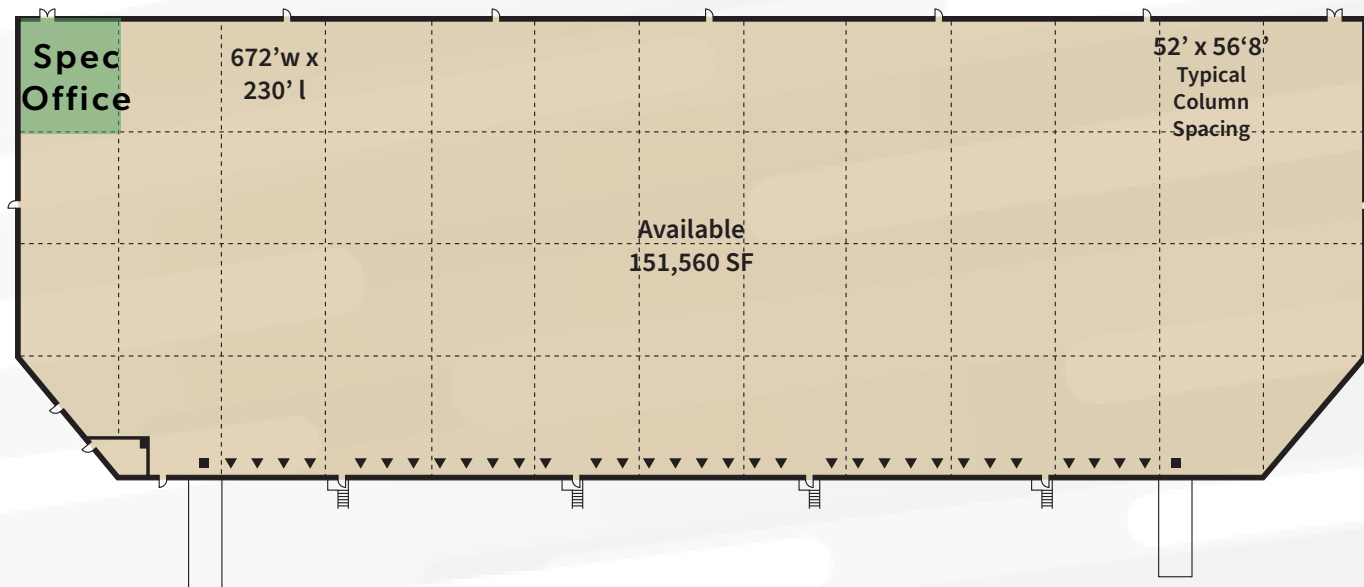 Spec
Office
672’w x
230’ l
52’ x 56‘8’
Typical
Column
Spacing
Available
151,560 SF